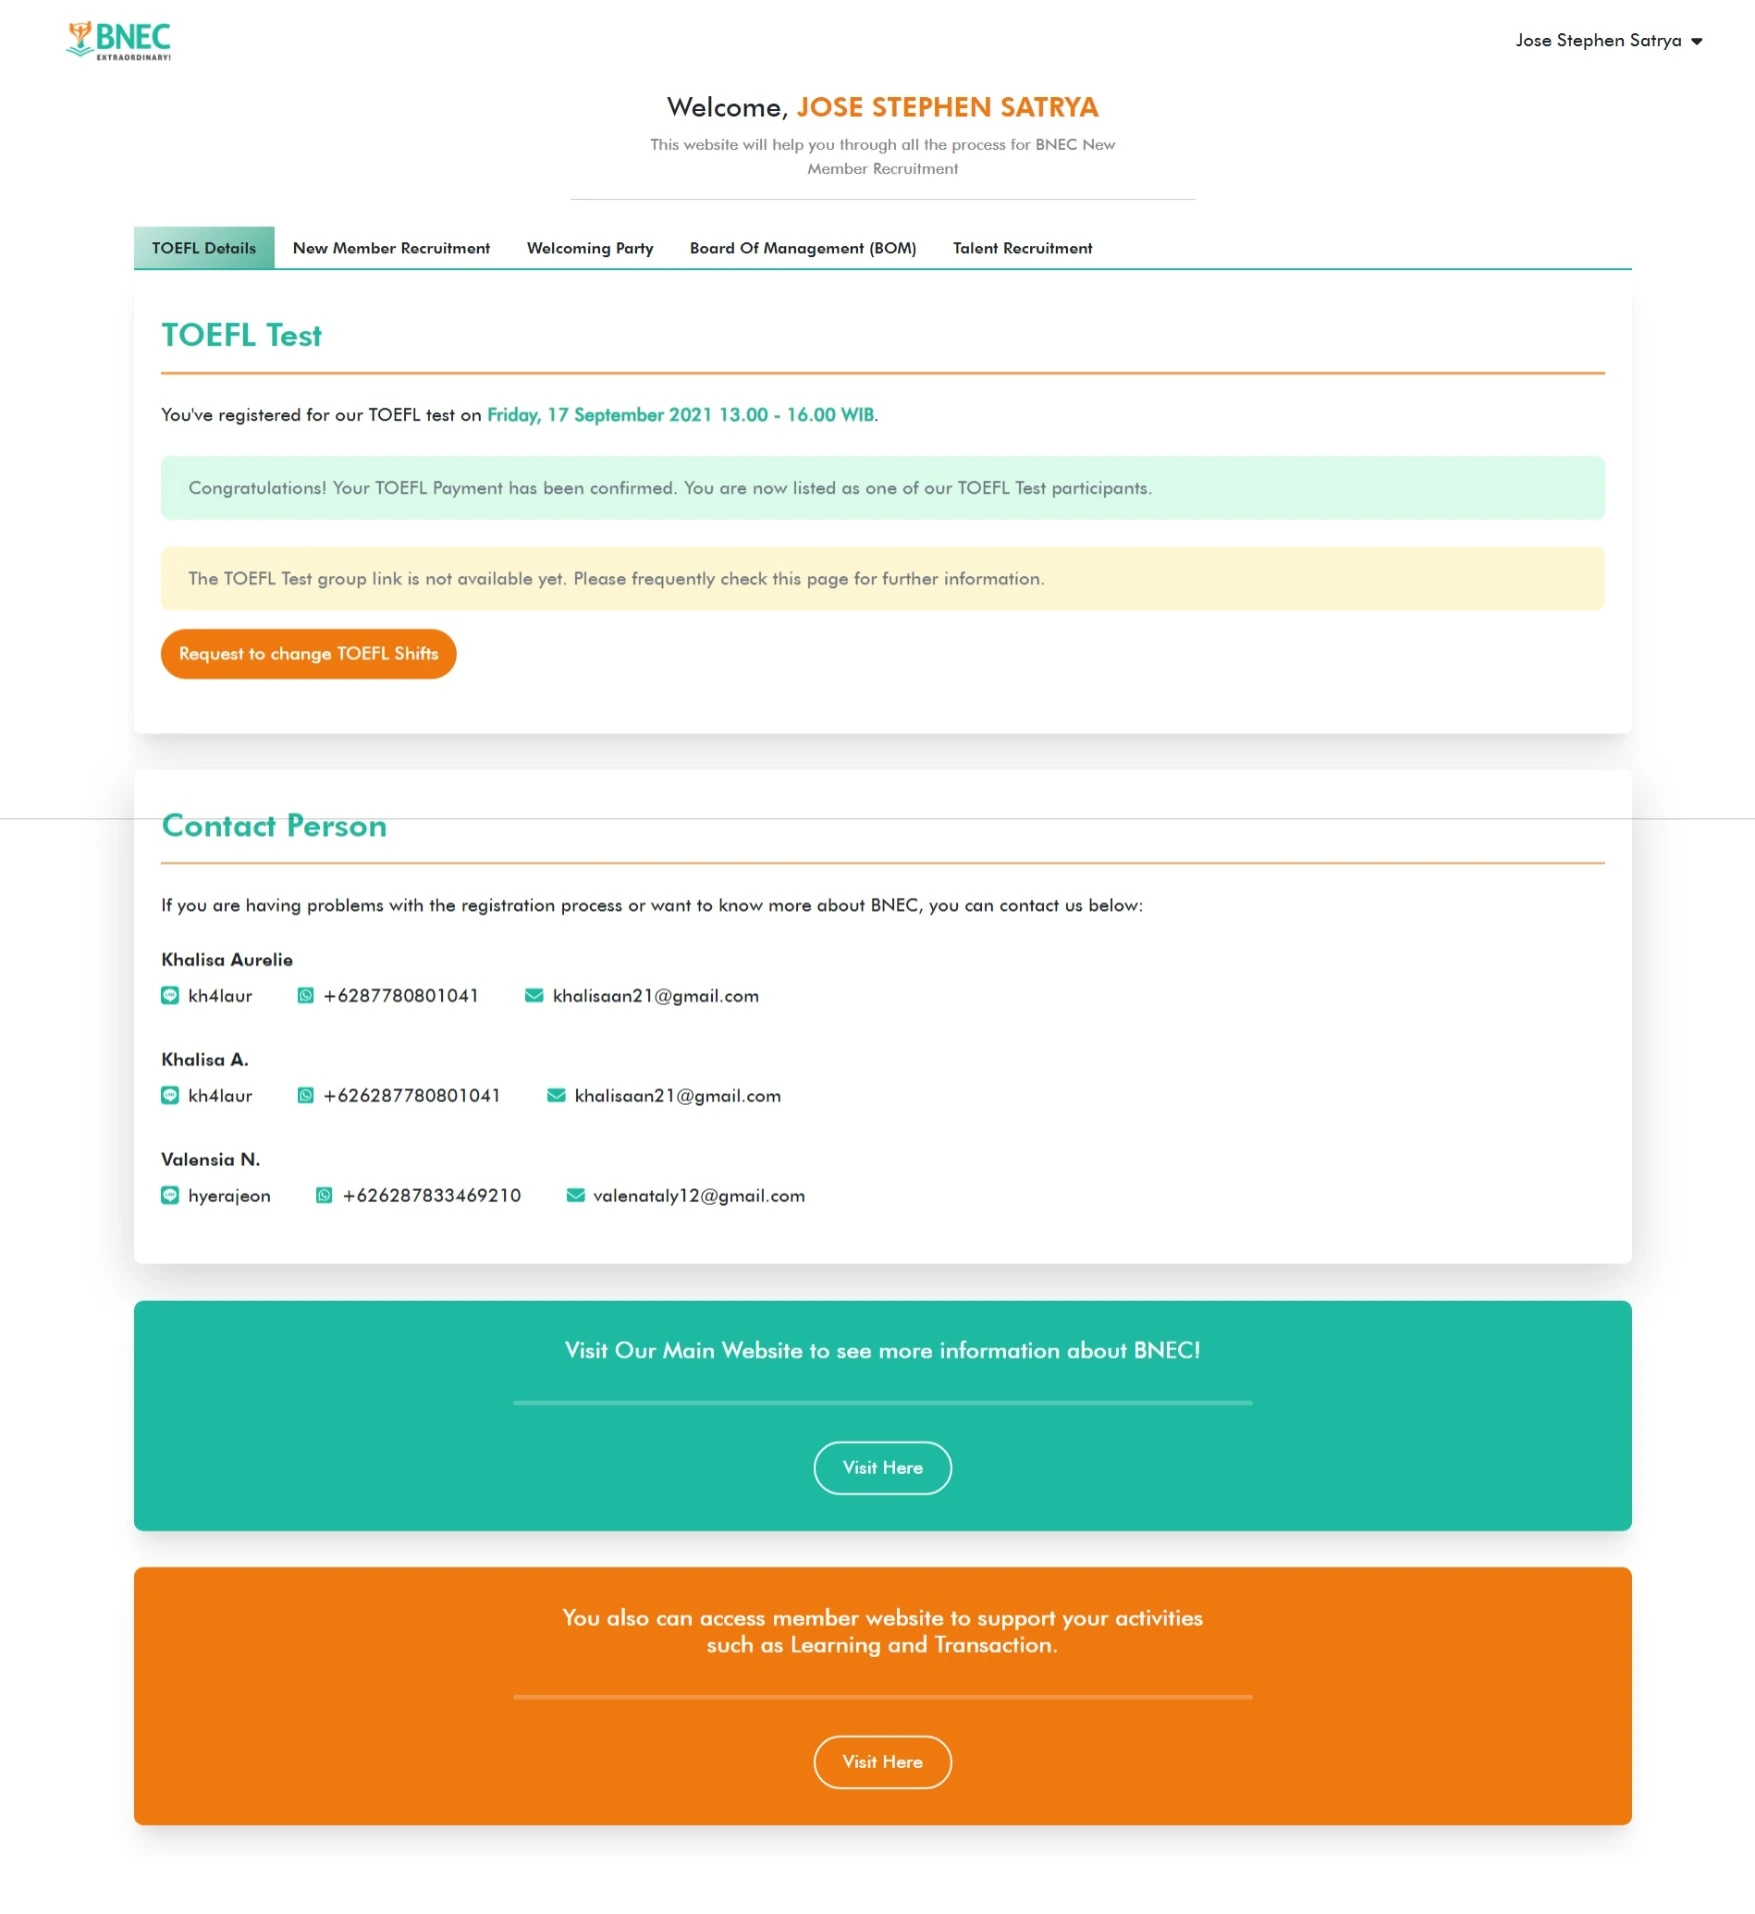 BNEC
EXTRAORDINARY!
Jose Stephen Satrya
Welcome, JOSE STEPHEN SATRYA
This website will help you through all the process for BNEC New
Member Recruitment
TOEFL Details
New Member Recruitment
Welcoming Party
Board Of Management (BOM)
Talent Recruitment
TOEFL Test
You've registered for our TOEFL test on Friday, 17 September 2021 13.00 - 16.00 WIB.
Congratulations! Your TOEFL Payment has been confirmed. You are now listed as one of our TOEFL Test participants.
The TOEFL Test group link is not available yet. Please frequently check this page for further information.
Request to change TOEFL Shifts
Contact Person
If you are having problems with the registration process or want to know more about BNEC, you can contact us below:
Khalisa Aurelie
kh4laur +6287780801041 khalisaan21@gmail.com
Khalisa A.
kh4laur +626287780801041 khalisaan21@gmail.com
Valensia N.
hyerajeon +626287833469210 valenataly12@gmail.com
Visit Our Main Website to see more information about BNEC!
Visit Here
You also can access member website to support your activities
such as Learning and Transaction.
Visit Here